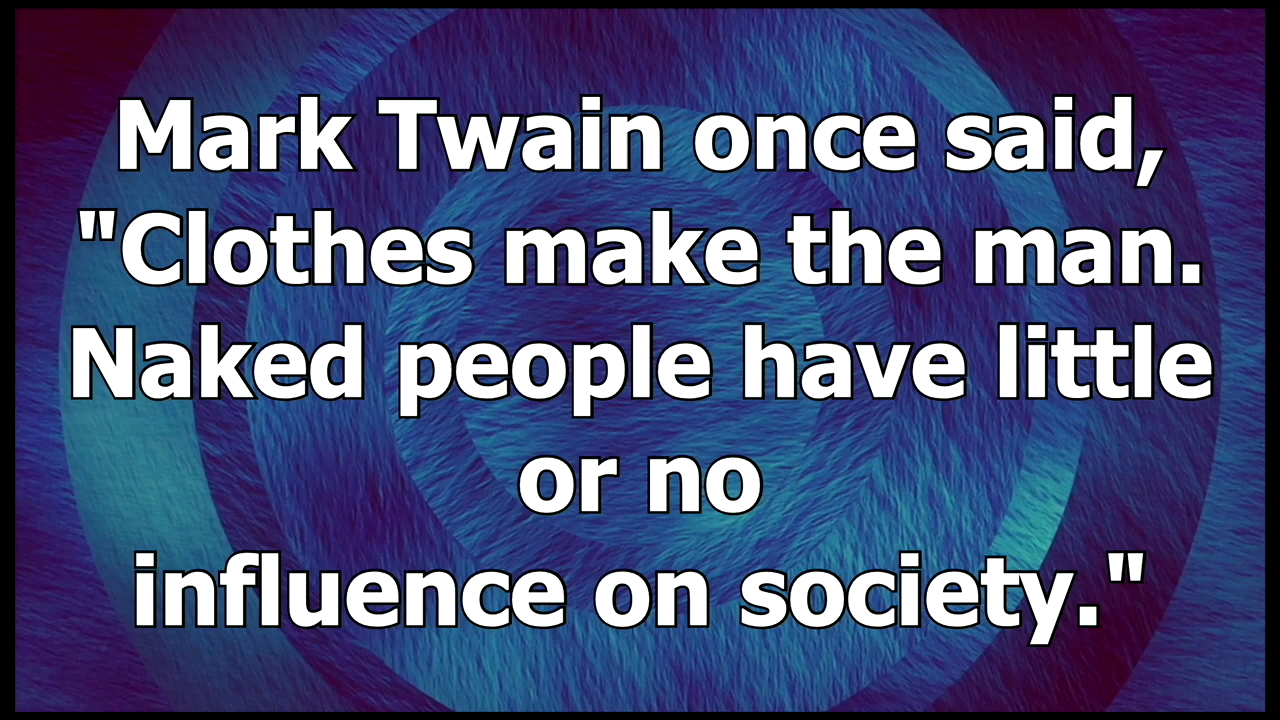 Mark Twain once said,
"Clothes make the man.
Naked people have little
or no
influence on society."